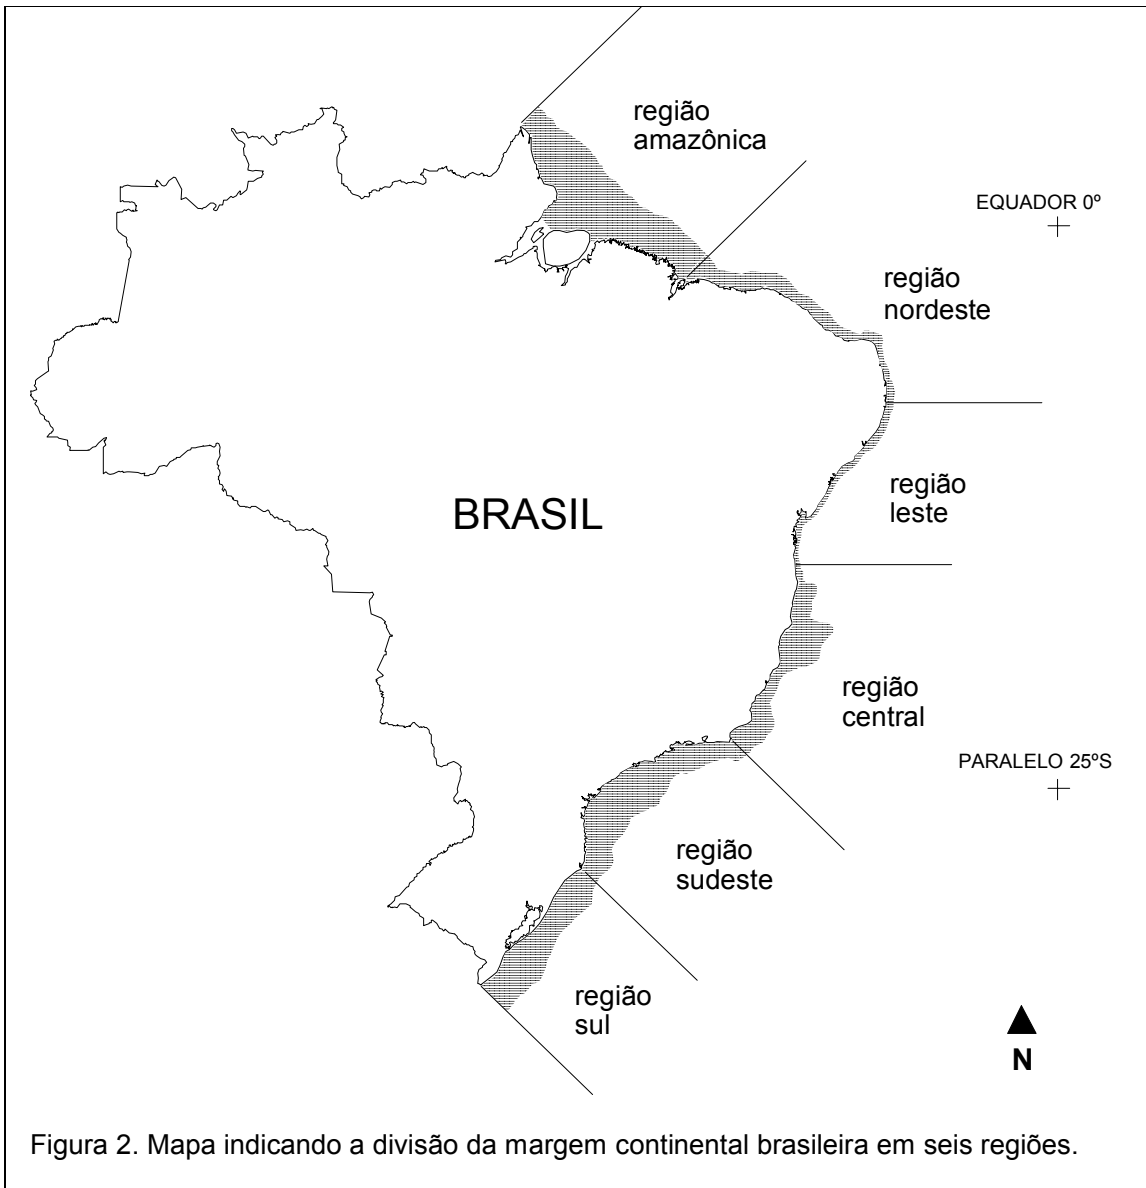 região
amazônica
EQUADOR 0º
região
nordeste
região
leste
BRASIL
região
central
PARALELO 25ºS
região
sudeste
região
sul
N
Figura 2. Mapa indicando a divisão da margem continental brasileira em seis regiões.